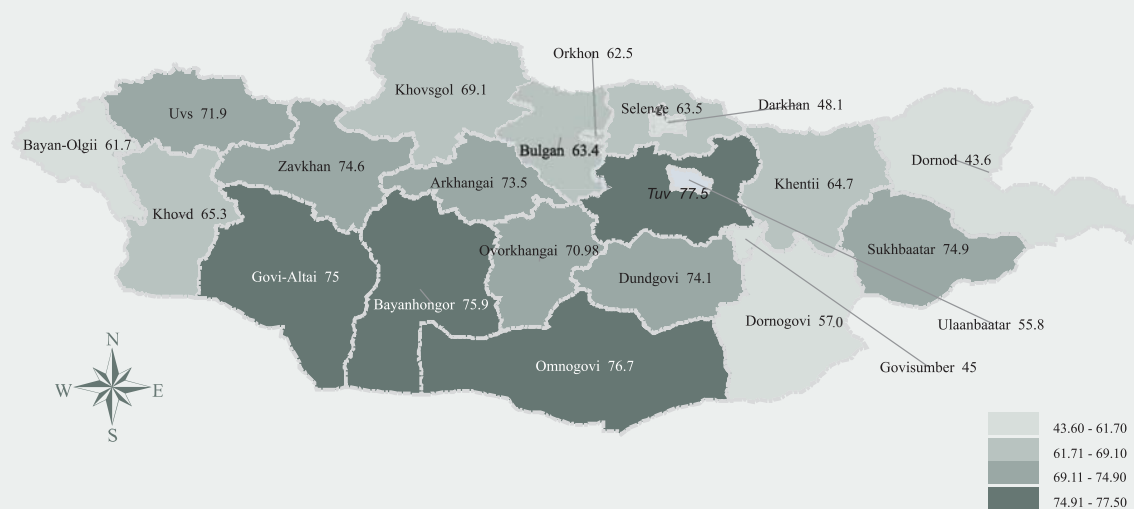 Orkhon 62.5
Khovsgol 69.1
Selenge 63.5
Darkhan 48.1
Uvs 71.9
Bayan-Olgii 61.7
Bulgan 63.4
Dornod 43.6
Zavkhan 74.6
Arkhangai 73.5
Khentii 64.7
Tuv 77.5
Khovd 65.3
Ovorkhangai 70.98
Sukhbaatar 74.9
Govi-Altai 75
Dundgovi 74.1
Bayanhongor 75.9
Dornogovi 57.0
Ulaanbaatar 55.8
Omnogovi 76.7
Govisumber 45
N
W E
S
43.60 - 61.70
61.71 - 69.10
69.11 - 74.90
74.91 - 77.50